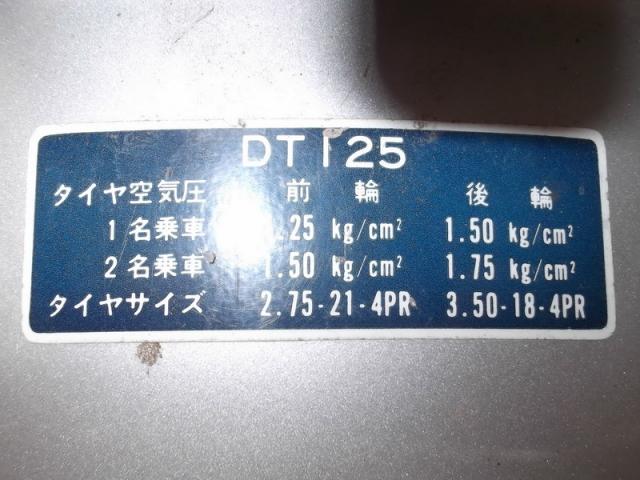 DT125
タイヤ空気圧 前輪 後輪
1名乗車 .25 kg/cm² 1.50 kg/cm²
2名乗車 1.50 kg/cm² 1.75 kg/cm²
タイヤサイズ 2.75-21-4PR 3.50-18-4PR